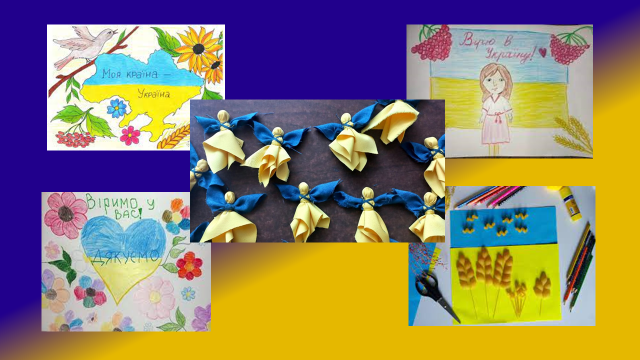 Моя країна –
Україна
Вірю в
Україну!
Віримо у
ВАС!
ДЯКУЄМО